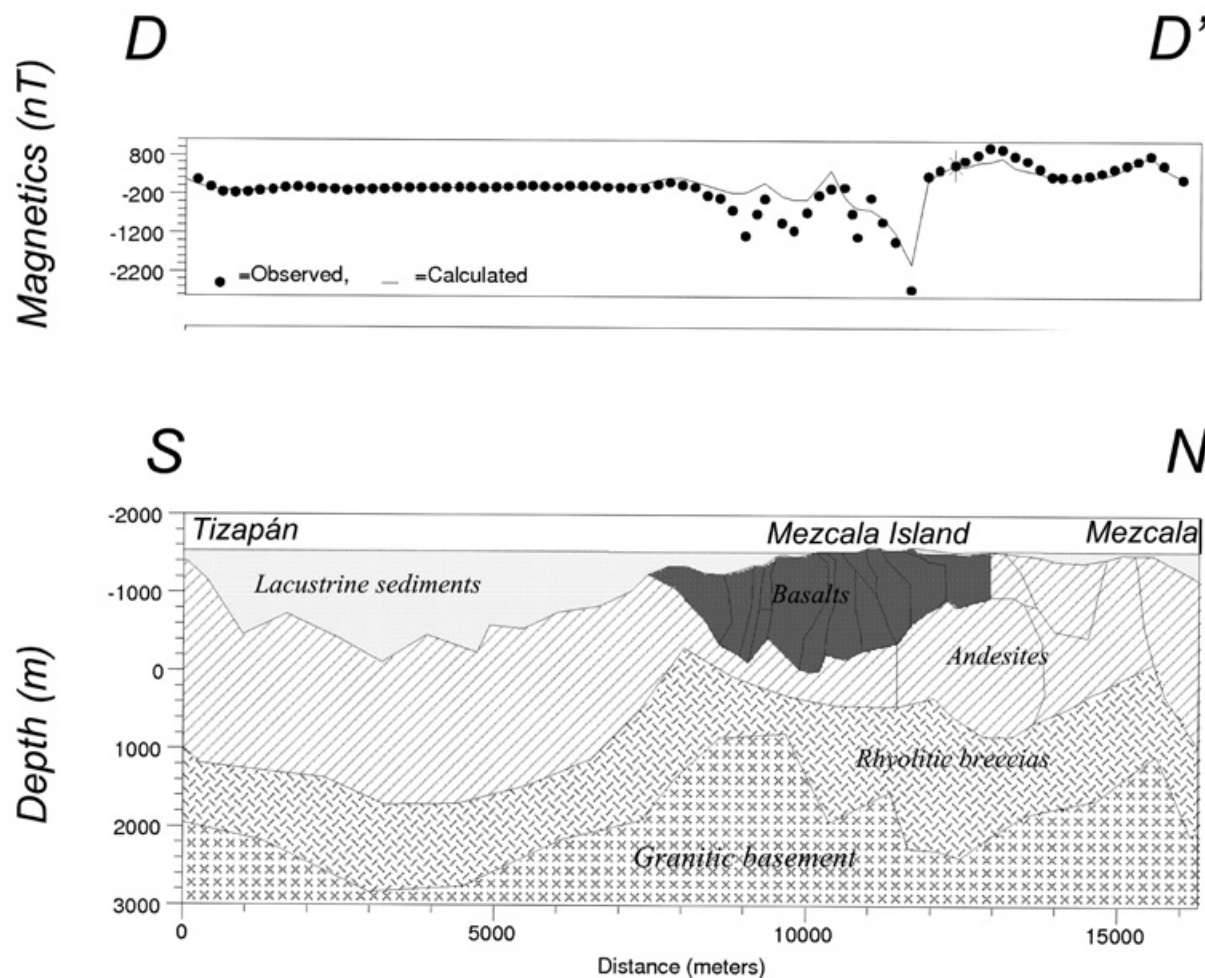 D D'
Magnetics (nT)
800
-200
-1200
-2200
=Observed, — =Calculated
S N
Depth (m)
-2000
-1000
0
1000
2000
3000
Tizapán Mezcala Island Mezcala
Lacustrine sediments
Basalts
Andesites
Rhyolitic breccias
Granitic basement
0 5000 10000 15000
Distance (meters)